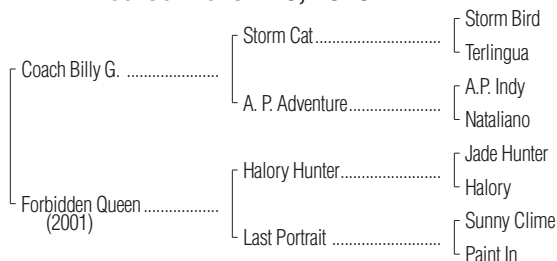 Storm Bird
Storm Cat
Terlingua
Coach Billy G.
A.P. Indy
A. P. Adventure
Nataliano
Jade Hunter
Halory Hunter
Halory
Forbidden Queen
(2001)
Sunny Clime
Last Portrait
Paint In